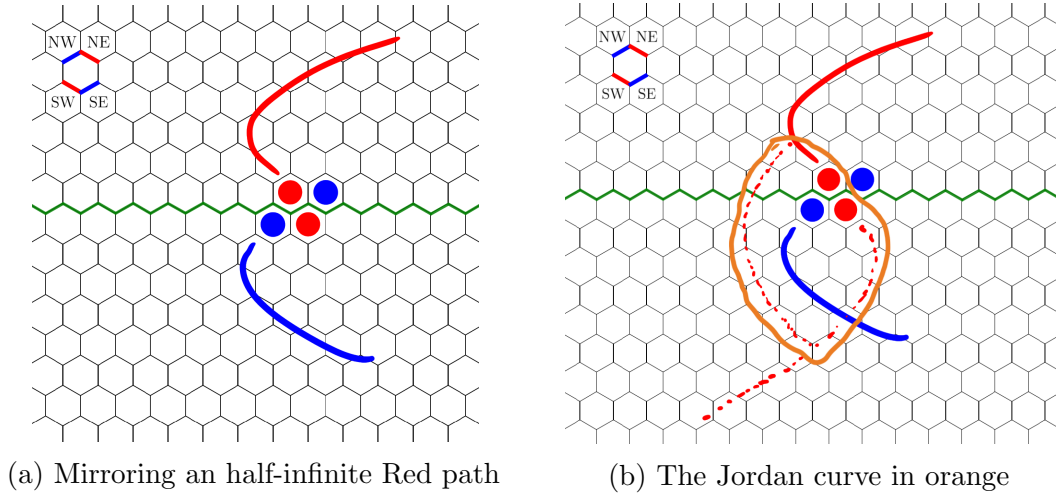 NW NE
SW SE
NW NE
SW SE
(a) Mirroring an half-infinite Red path
(b) The Jordan curve in orange